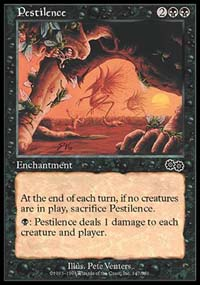 Pestilence 2
Enchantment
At the end of each turn, if no creatures
are in play, sacrifice Pestilence.
: Pestilence deals 1 damage to each
creature and player.
Illus. Pete Venters